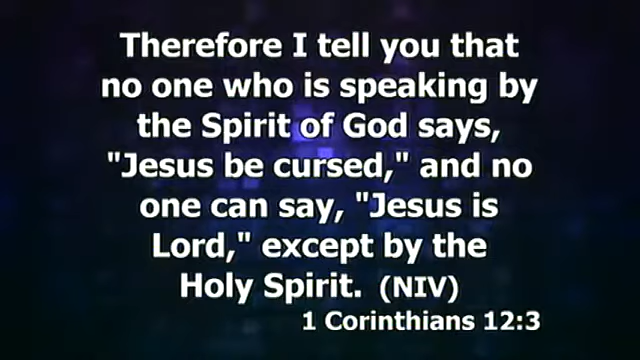 Therefore I tell you that
no one who is speaking by
the Spirit of God says,
"Jesus be cursed," and no
one can say, "Jesus is
Lord," except by the
Holy Spirit. (NIV)
1 Corinthians 12:3